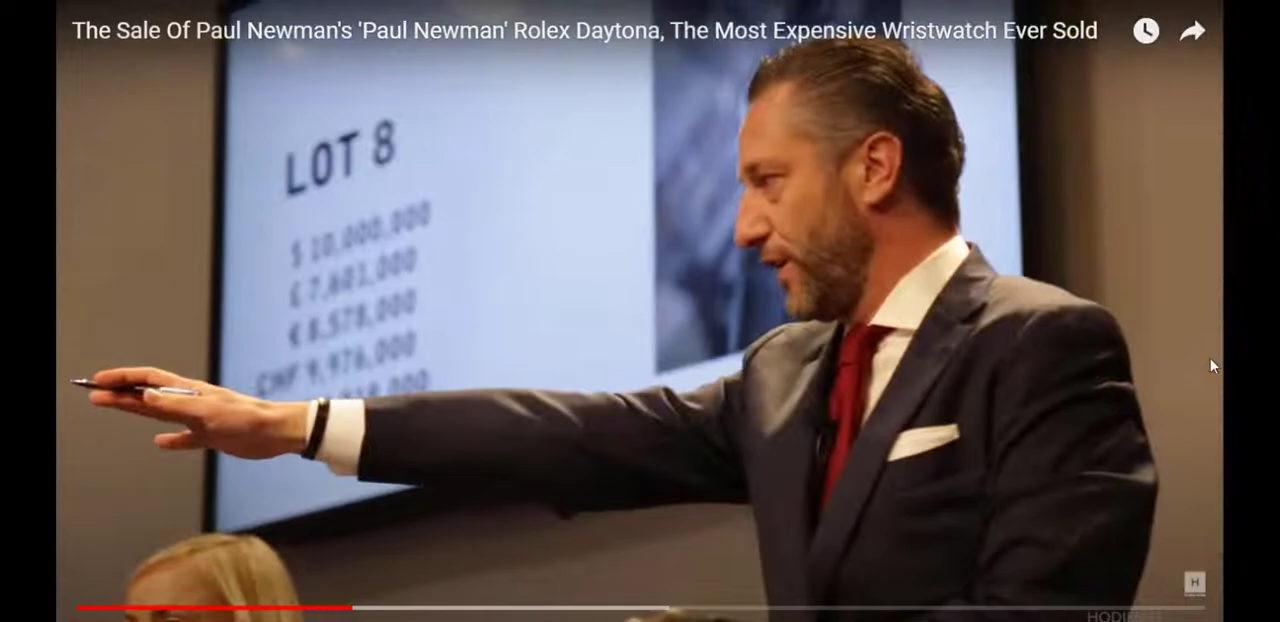 The Sale Of Paul Newman's 'Paul Newman' Rolex Daytona, The Most Expensive Wristwatch Ever Sold
LOT 8
$ 10,000,000
£ 7,601,000
€ 8,578,000
CHF 9,976,000
000
H